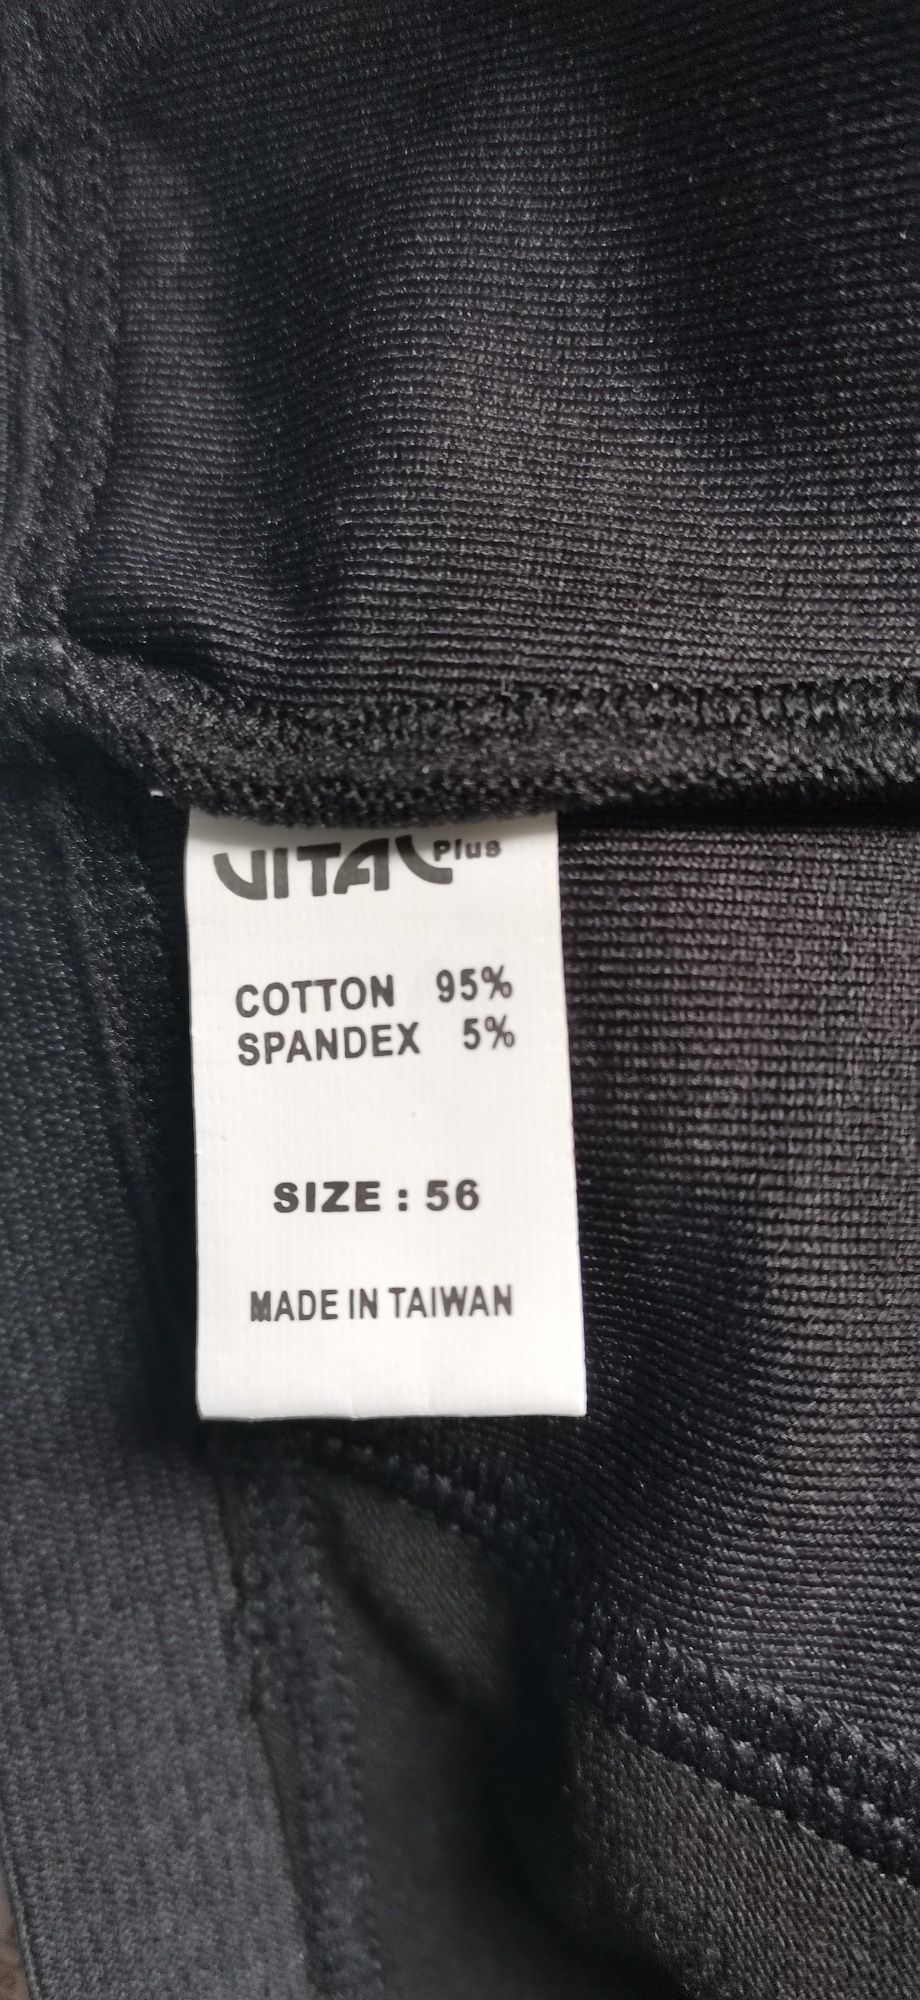 VITAL Plus
COTTON 95%
SPANDEX 5%
SIZE : 56
MADE IN TAIWAN